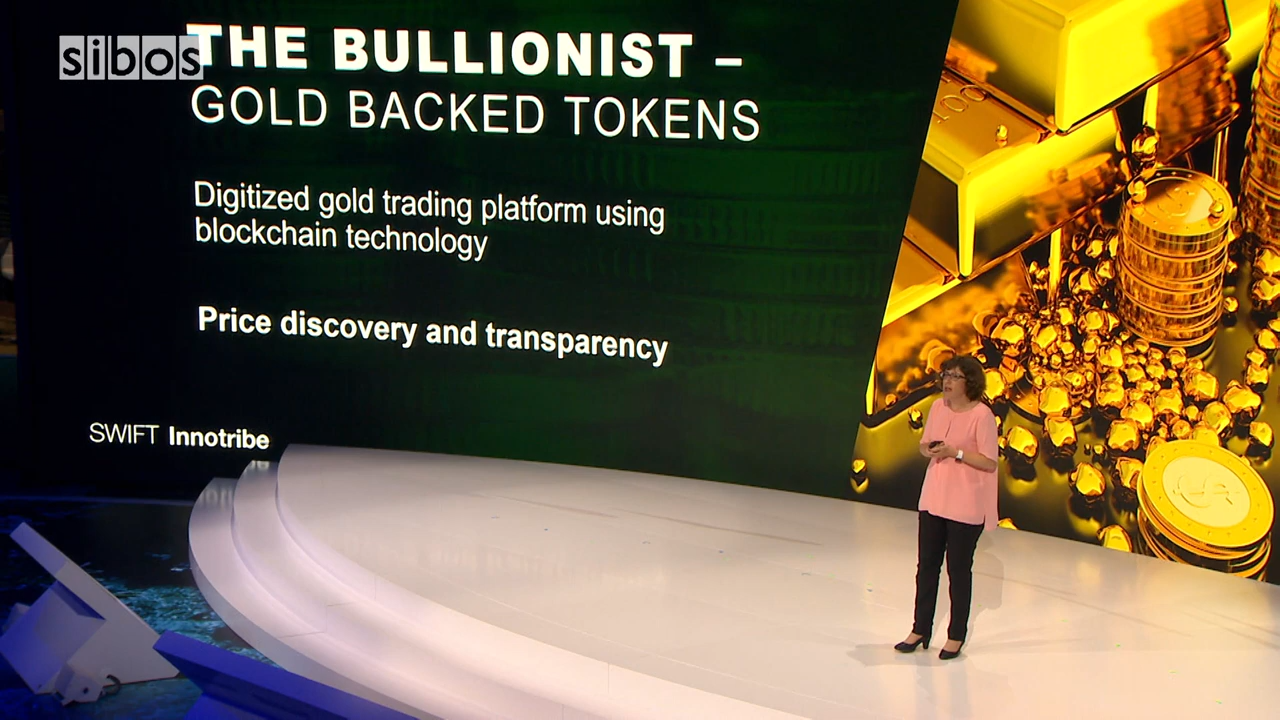 sibos
THE BULLIONIST –
GOLD BACKED TOKENS
Digitized gold trading platform using
blockchain technology
Price discovery and transparency
SWIFT Innotribe
100